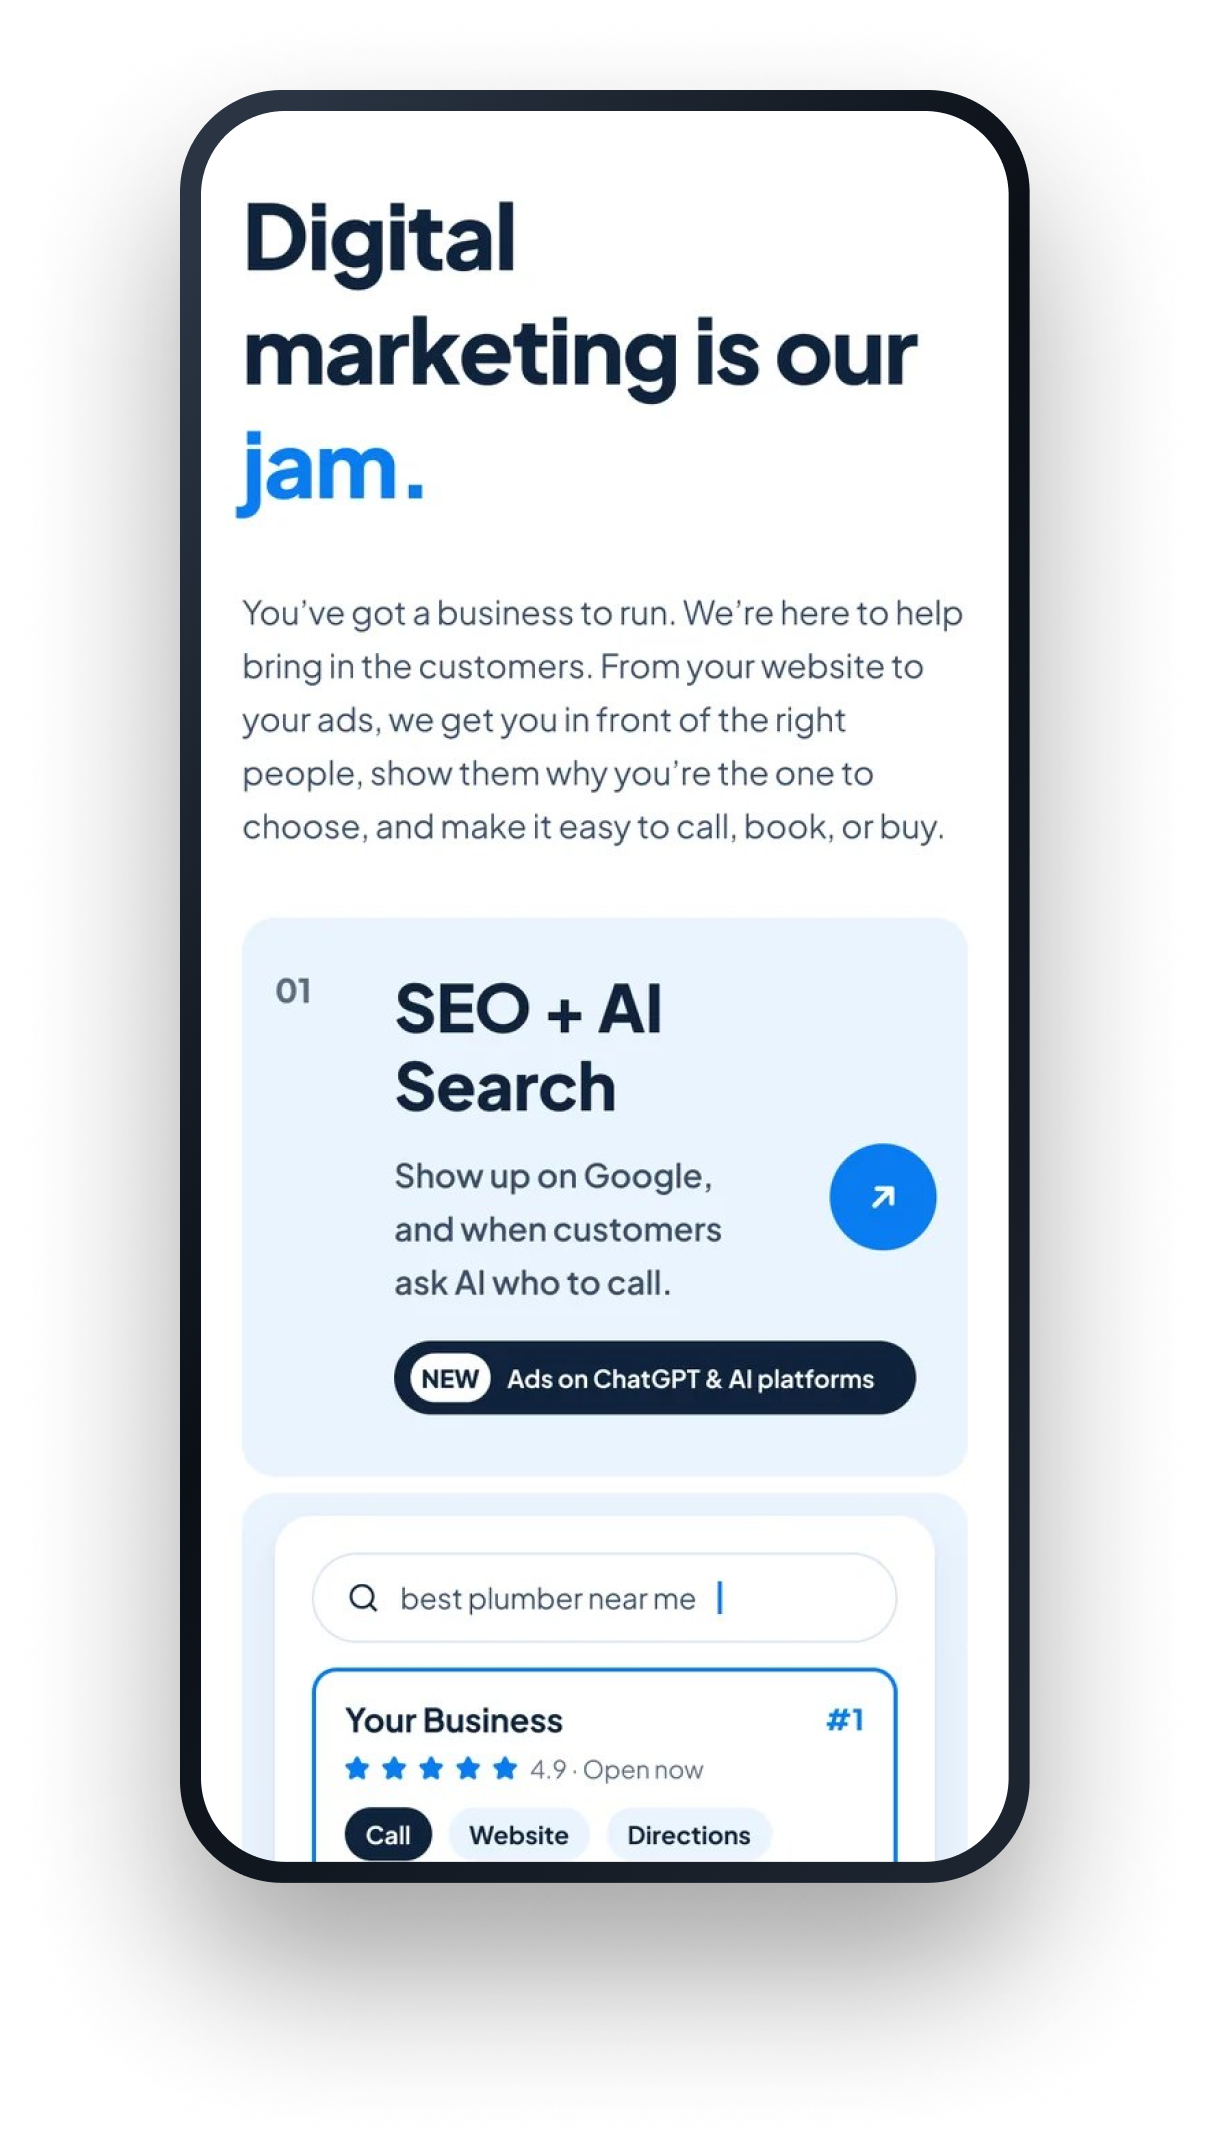 Digital
marketing is our
jam.
You’ve got a business to run. We’re here to help
bring in the customers. From your website to
your ads, we get you in front of the right
people, show them why you’re the one to
choose, and make it easy to call, book, or buy.
01
SEO + AI
Search
Show up on Google,
and when customers
ask AI who to call.
NEW Ads on ChatGPT & AI platforms
best plumber near me
Your Business #1
4.9 · Open now
Call Website Directions